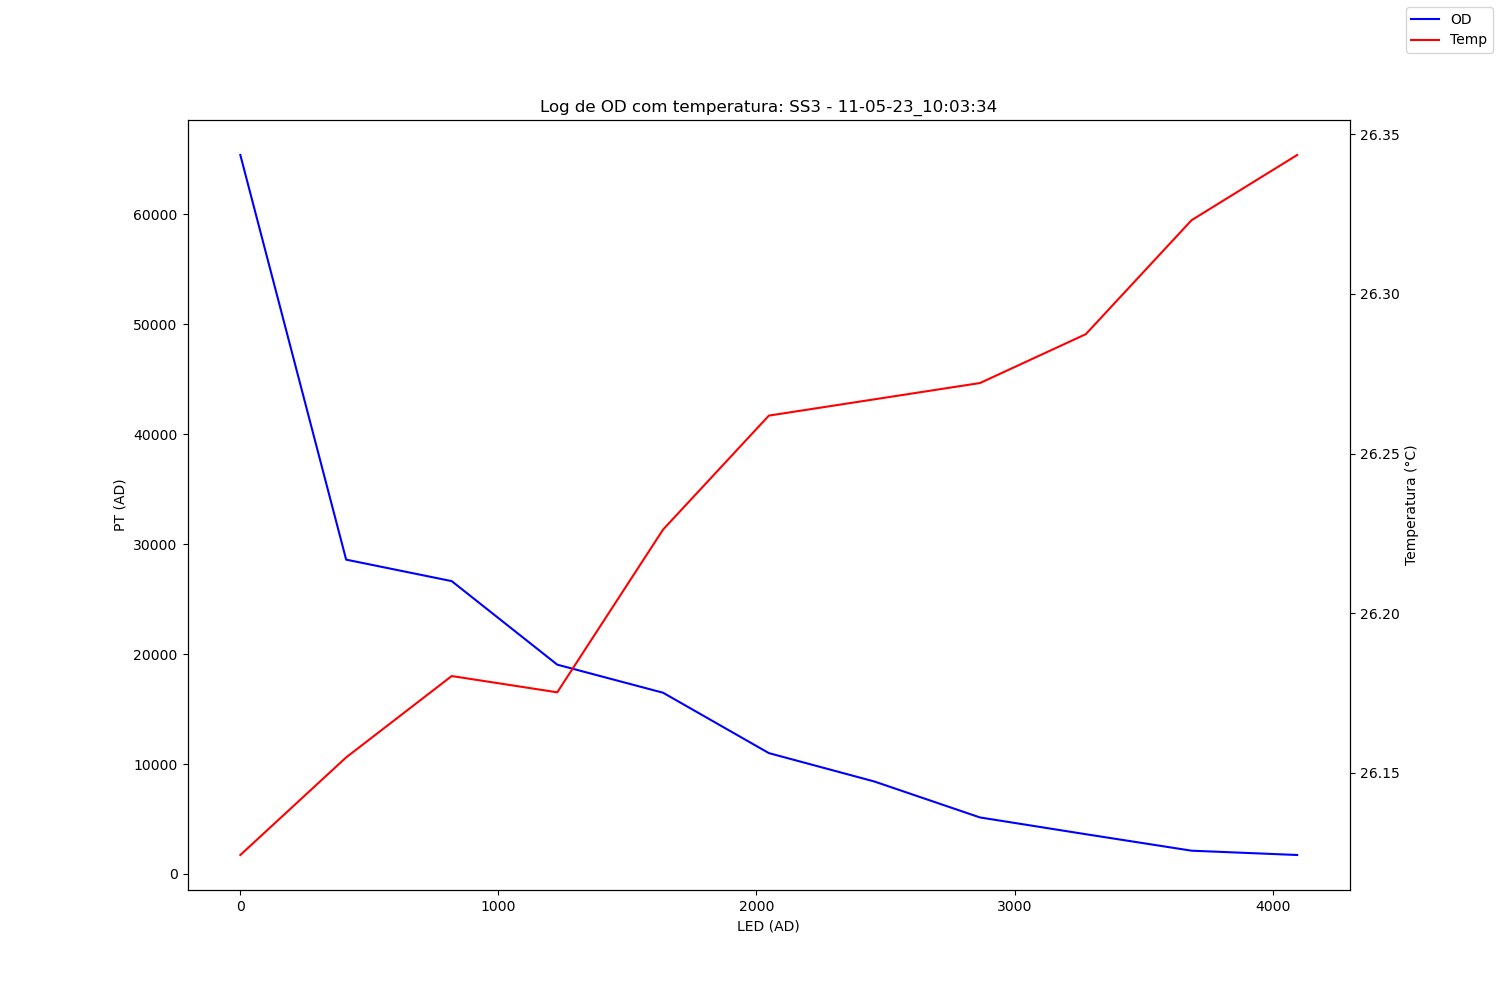 OD
Temp
Log de OD com temperatura: SS3 - 11-05-23_10:03:34
PT (AD)
60000
50000
40000
30000
20000
10000
0
26.35
26.30
26.25
26.20
26.15
Temperatura (°C)
0 1000 2000 3000 4000
LED (AD)